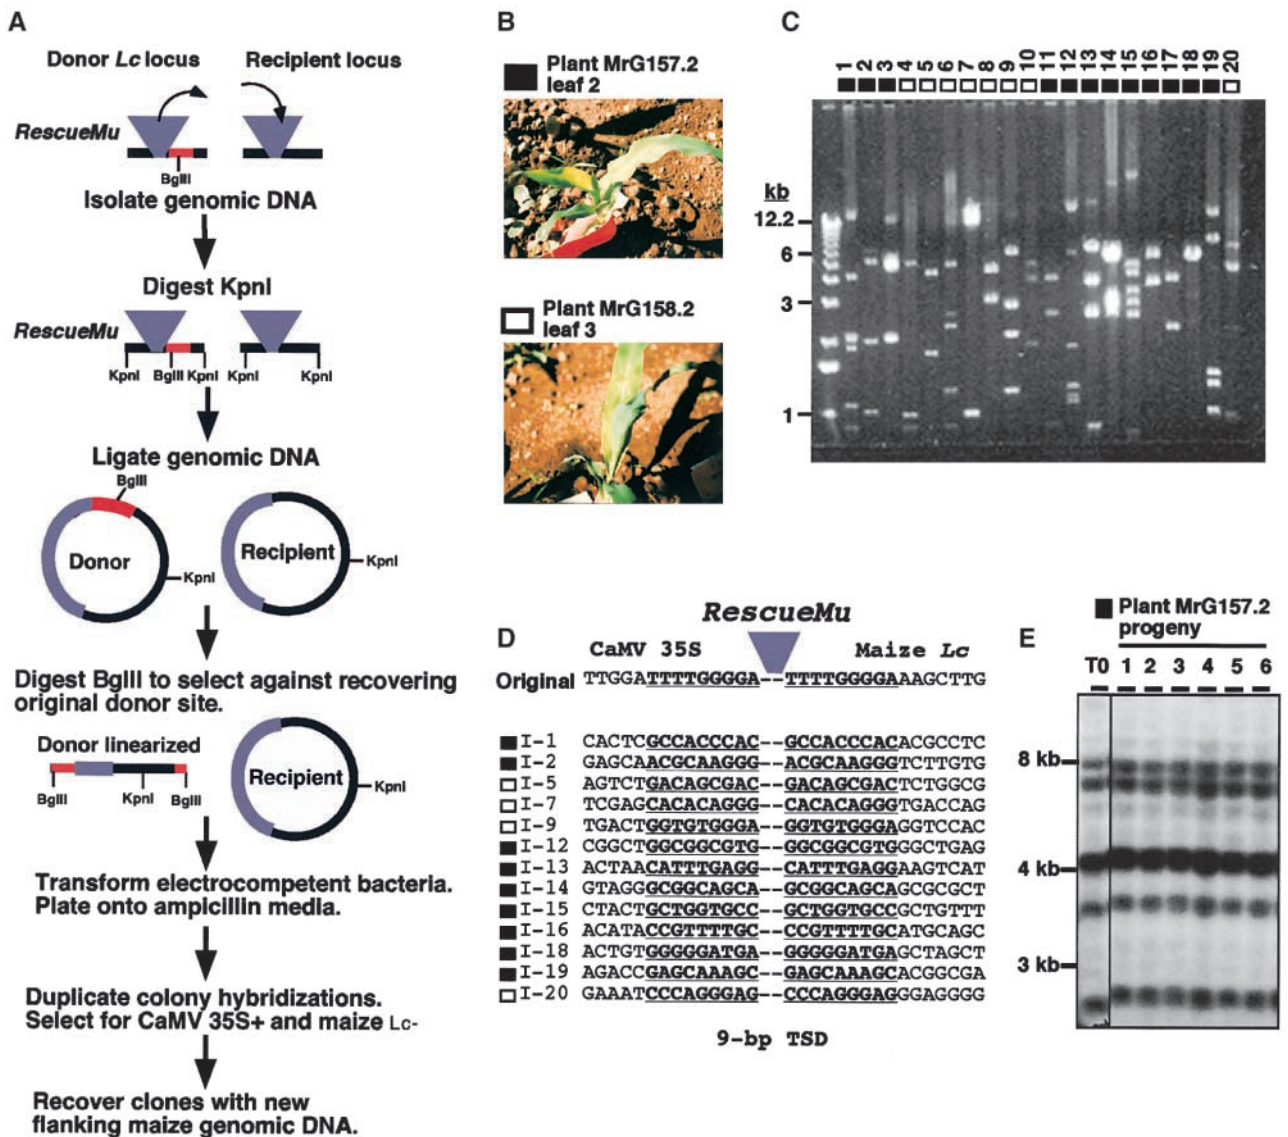 A
Donor Lc locus
Recipient locus
RescueMu
BglII
Isolate genomic DNA
Digest KpnI
RescueMu
KpnI BglII KpnI KpnI KpnI
Ligate genomic DNA
BglII
Donor
KpnI
Recipient
KpnI
Digest BglII to select against recovering
original donor site.
Donor linearized
BglII KpnI BglII
Recipient
KpnI
Transform electrocompetent bacteria.
Plate onto ampicillin media.
Duplicate colony hybridizations.
Select for CaMV 35S+ and maize Lc-
Recover clones with new
flanking maize genomic DNA.
B
Plant MrG157.2
leaf 2
Plant MrG158.2
leaf 3
C
1 2 3 4 5 6 7 8 9 10 11 12 13 14 15 16 17 18 19 20
kb
12.2
6
3
1
D
RescueMu
CaMV 35S
Maize Lc
Original TTGGATTTTGGGGA--TTTTGGGGAAAGCTTG
I-1 CACTCGCCACCCAC--GCCACCCACACGCCTC
I-2 GAGCAACGCAAGGG--ACGCAAGGGTCTTGTG
I-5 AGTCTGACAGCGAC--GACAGCGACTCTGGCG
I-7 TCGAGCACACAGGG--CACACAGGGTGACCAG
I-9 TGACTGGTGTGGGA--GGTGTGGGAGGTCCAC
I-12 CGGCTGGCGGCGTG--GGCGGCGTGGGCTGAG
I-13 ACTAACATTTGAGG--CATTTGAGGAAGTCAT
I-14 GTAGGGCGGCAGCA--GCGGCAGCAGCGCGCT
I-15 CTACTGCTGGTGCC--GCTGGTGCCGCTGTTT
I-16 ACATACCGTTTTGC--CCGTTTTGCATGCAGC
I-18 ACTGTGGGGGATGA--GGGGGATGAGCTAGCT
I-19 AGACCGAGCAAAGC--GAGCAAAGCACGGCGA
I-20 GAAATCCCAGGGAG--CCCAGGGAGGGAGGGG
9-bp TSD
E
Plant MrG157.2
progeny
T0 1 2 3 4 5 6
8 kb
4 kb
3 kb